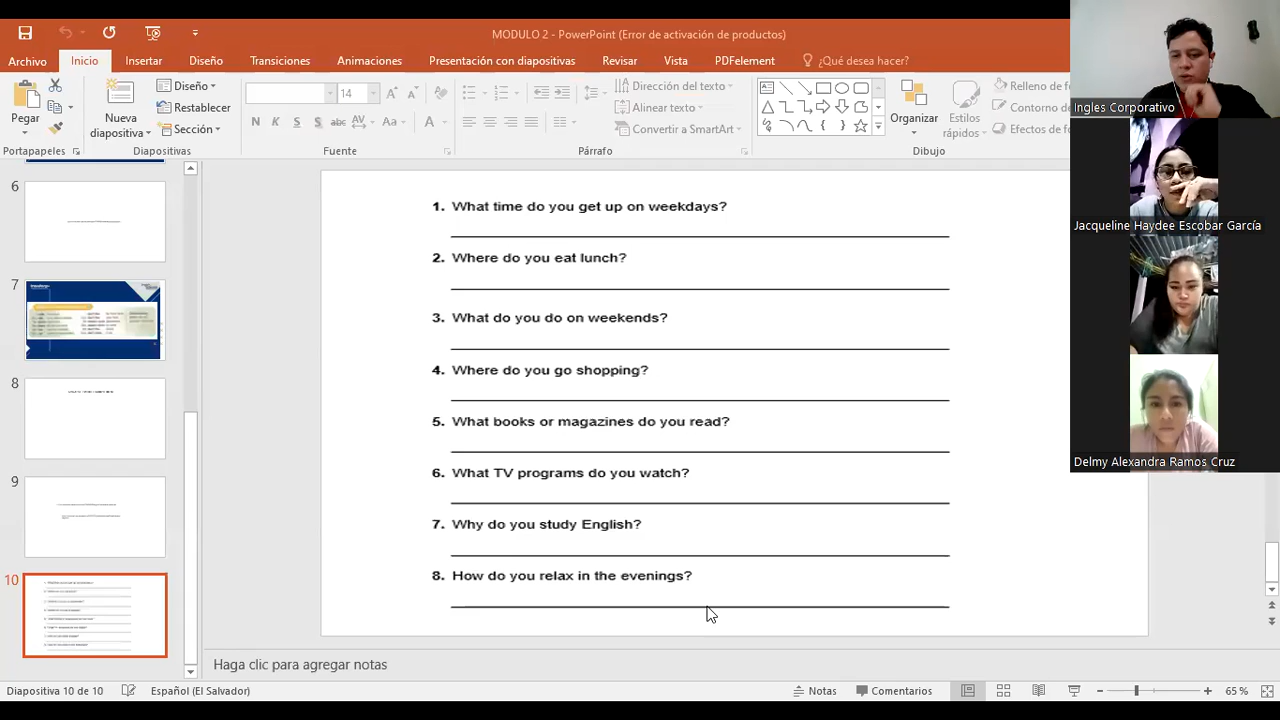 MODULO 2 - PowerPoint (Error de activación de productos)
Archivo
Inicio
Insertar
Diseño
Transiciones
Animaciones
Presentación con diapositivas
Revisar
Vista
PDFelement
¿Qué desea hacer?
Pegar
Nueva
diapositiva
Diseño
Restablecer
Sección
14
N K S S abc AV Aa A
Dirección del texto
Alinear texto
Convertir a SmartArt
Organizar
Estilos
rápidos
Relleno de
Contorno de
Efectos de
Portapapeles
Diapositivas
Fuente
Párrafo
Dibujo
Ingles Corporativo
Jacqueline Haydee Escobar García
Delmy Alexandra Ramos Cruz
6
7
8
9
10
1. What time do you get up on weekdays?
2. Where do you eat lunch?
3. What do you do on weekends?
4. Where do you go shopping?
5. What books or magazines do you read?
6. What TV programs do you watch?
7. Why do you study English?
8. How do you relax in the evenings?
Haga clic para agregar notas
Diapositiva 10 de 10
Español (El Salvador)
Notas
Comentarios
65 %